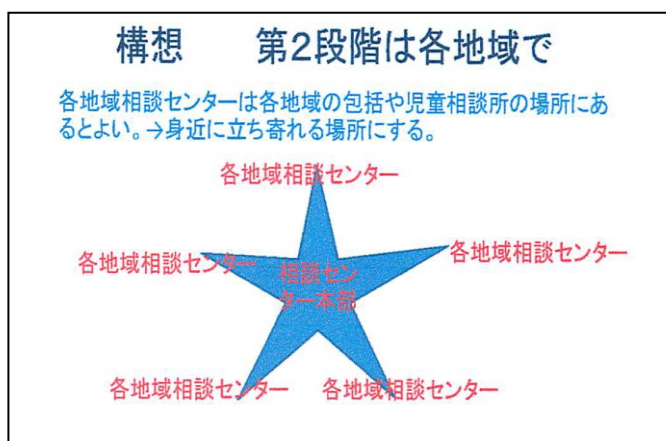 構想　第2段階は各地域で
各地域相談センターは各地域の包括や児童相談所の場所にあ
るとよい。→身近に立ち寄れる場所にする。
各地域相談センター
各地域相談センター
各地域相談センター
相談セン
ター本部
各地域相談センター
各地域相談センター